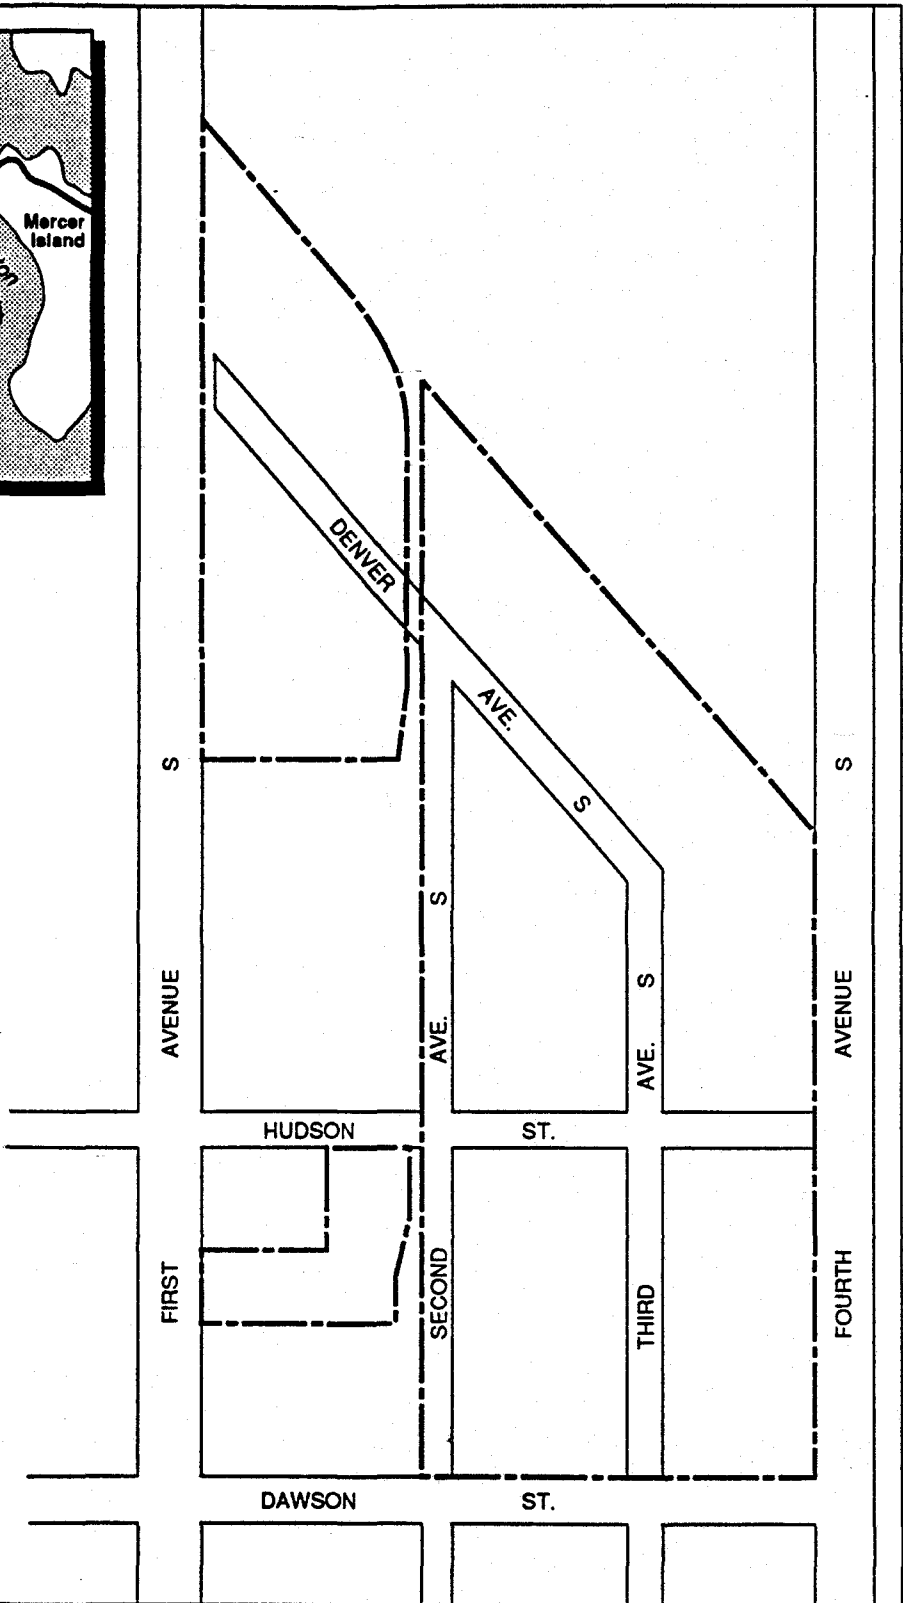 Mercer
Island
DENVER
AVE.
S
S
S
S
S
AVENUE
AVE.
AVE.
AVENUE
HUDSON ST.
FIRST
SECOND
THIRD
FOURTH
DAWSON ST.